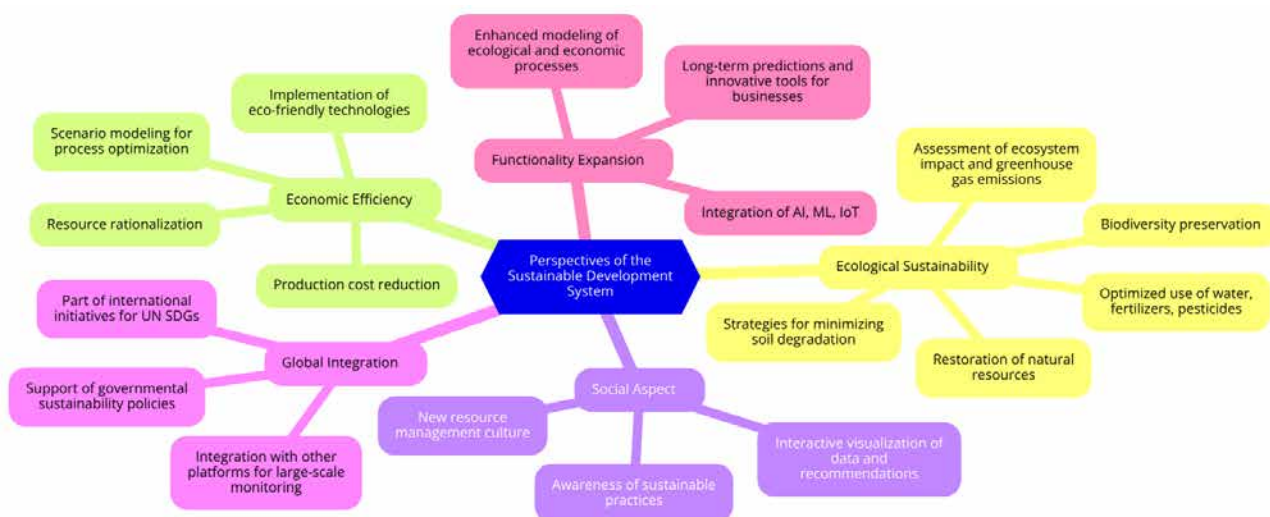 Perspectives of the
Sustainable Development
System
Functionality Expansion
Enhanced modeling of
ecological and economic
processes
Long-term predictions and
innovative tools for
businesses
Integration of AI, ML, IoT
Ecological Sustainability
Assessment of ecosystem
impact and greenhouse
gas emissions
Biodiversity preservation
Optimized use of water,
fertilizers, pesticides
Restoration of natural
resources
Strategies for minimizing
soil degradation
Social Aspect
Interactive visualization of
data and
recommendations
Awareness of sustainable
practices
New resource
management culture
Global Integration
Part of international
initiatives for UN SDGs
Support of governmental
sustainability policies
Integration with other
platforms for large-scale
monitoring
Economic Efficiency
Implementation of
eco-friendly technologies
Scenario modeling for
process optimization
Resource rationalization
Production cost reduction